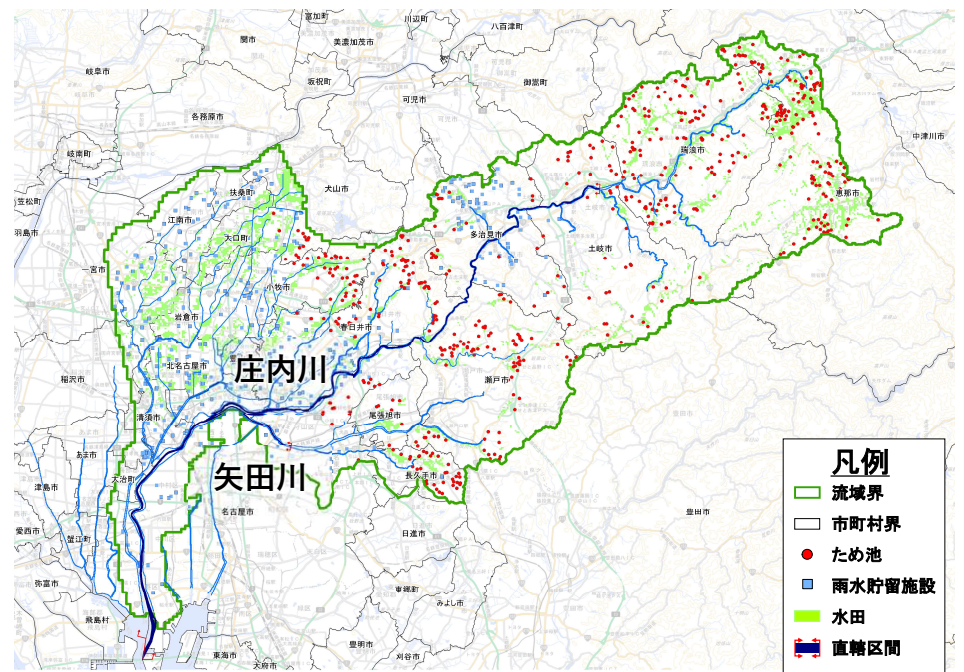 富加町
川辺町
八百津町
関市
美濃加茂市
岐阜市
坂祝町
御嵩町
可児市
各務原市
中津川市
岐南町
瑞浪市
笠松町
扶桑町
犬山市
恵那市
江南市
羽島市
大口町
多治見市
土岐市
一宮市
小牧市
岩倉市
春日井市
北名古屋市
庄内川
稲沢市
瀬戸市
清須市
尾張旭市
あま市
矢田川
長久手市
大治町
津島市
名古屋市
豊田市
愛西市
蟹江町
日進市
弥富市
東郷町
みよし市
飛島村
豊明市
東海市
大府市
刈谷市
凡例
流域界
市町村界
ため池
雨水貯留施設
水田
直轄区間